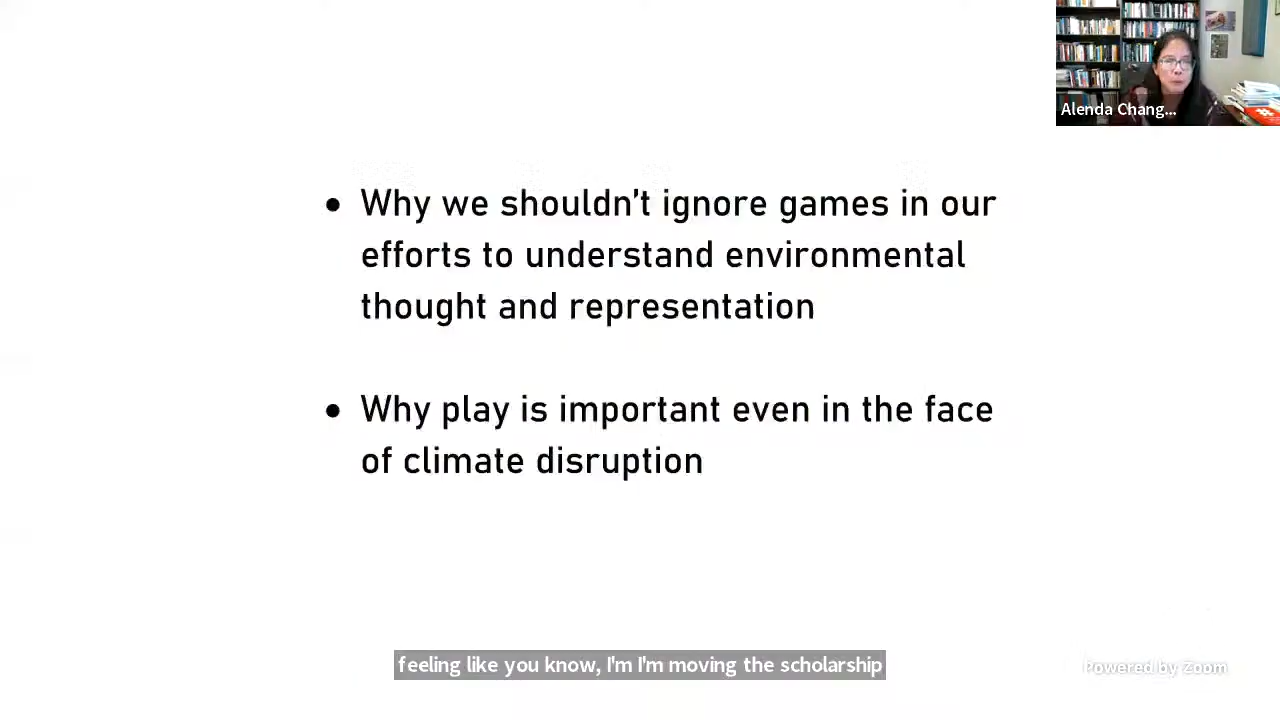 Alenda Chang...
• Why we shouldn’t ignore games in our
efforts to understand environmental
thought and representation
• Why play is important even in the face
of climate disruption
feeling like you know, I'm I'm moving the scholarship
Powered by Zoom